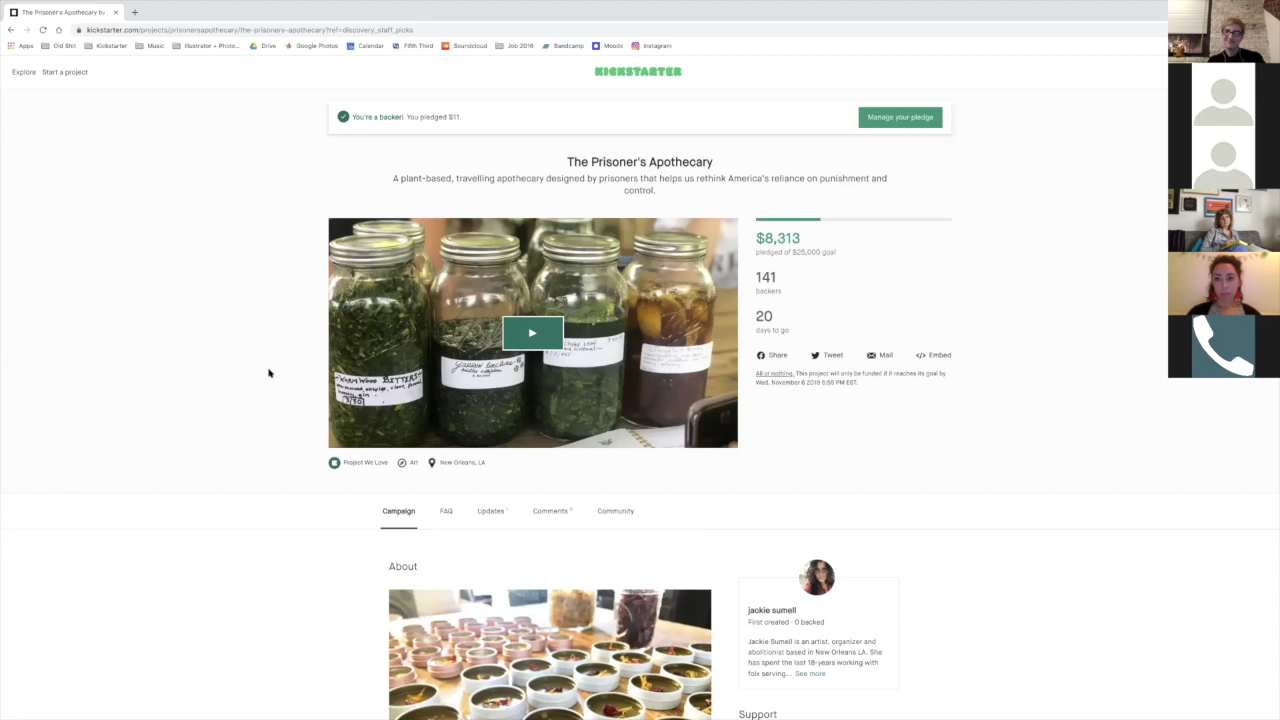 The Prisoner's Apothecary by
kickstarter.com/projects/prisonersapothecary/the-prisoners-apothecary?ref=discovery_staff_picks
Apps Old Shit Kickstarter Music Illustrator + Photo... Drive Google Photos Calendar Fifth Third Soundcloud Job 2016 Bandcamp Moods Instagram
Explore Start a project
KICKSTARTER
You're a backer! You pledged $11.
Manage your pledge
The Prisoner's Apothecary
A plant-based, travelling apothecary designed by prisoners that helps us rethink America's reliance on punishment and
control.
$8,313
pledged of $25,000 goal
141
backers
20
days to go
Share Tweet Mail Embed
All or nothing. This project will only be funded if it reaches its goal by
Wed, November 6 2019 8:55 PM EST.
WORMWOOD BITTERS
3/30
Project We Love Art New Orleans, LA
Campaign FAQ Updates 1 Comments 0 Community
About
jackie sumell
First created · 0 backed
Jackie Sumell is an artist, organizer and
abolitionist based in New Orleans LA. She
has spent the last 18-years working with
folx serving,... See more
Support